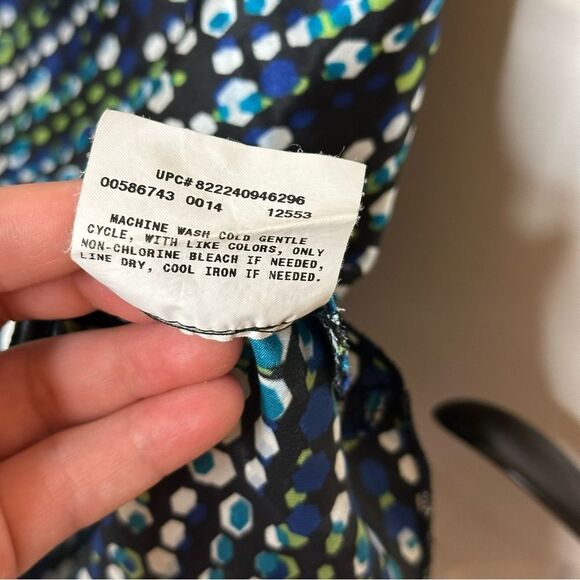 UPC# 822240946296
00586743 0014 12553
MACHINE WASH COLD GENTLE
CYCLE, WITH LIKE COLORS, ONLY
NON-CHLORINE BLEACH IF NEEDED,
LINE DRY, COOL IRON IF NEEDED.